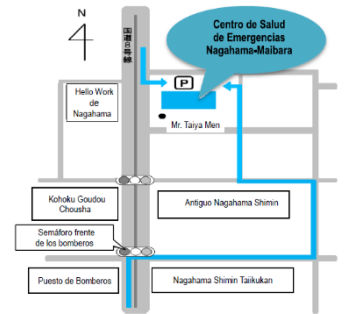 N
国道8号線
Centro de Salud
de Emergencias
Nagahama-Maibara
P
Hello Work
de
Nagahama
Mr. Taiya Men
Kohoku Goudou
Chousha
Antiguo Nagahama Shimin
Semáforo frente
de los bomberos
Puesto de Bomberos
Nagahama Shimin Taiikukan